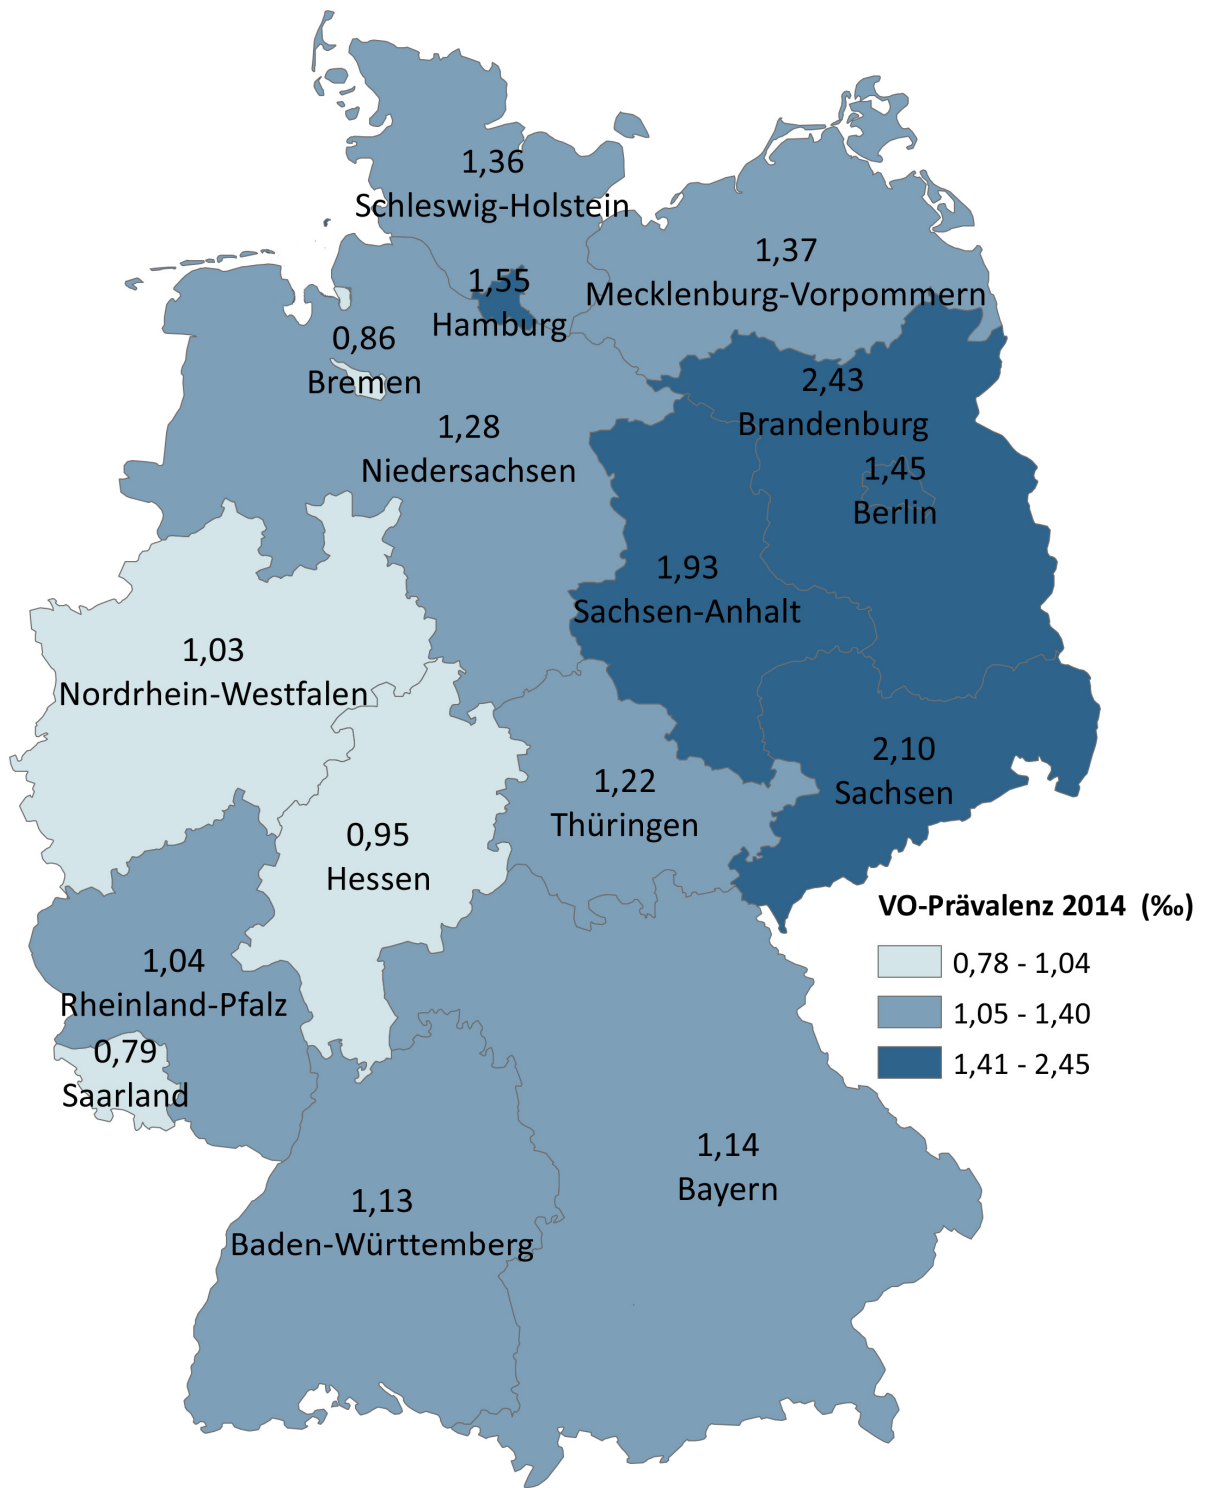 1,36
Schleswig-Holstein
1,37
Mecklenburg-Vorpommern
1,55
Hamburg
0,86
Bremen
2,43
Brandenburg
1,28
Niedersachsen
1,45
Berlin
1,93
Sachsen-Anhalt
1,03
Nordrhein-Westfalen
2,10
Sachsen
1,22
Thüringen
0,95
Hessen
VO-Prävalenz 2014 (‰)
0,78 - 1,04
1,05 - 1,40
1,41 - 2,45
1,04
Rheinland-Pfalz
0,79
Saarland
1,14
Bayern
1,13
Baden-Württemberg